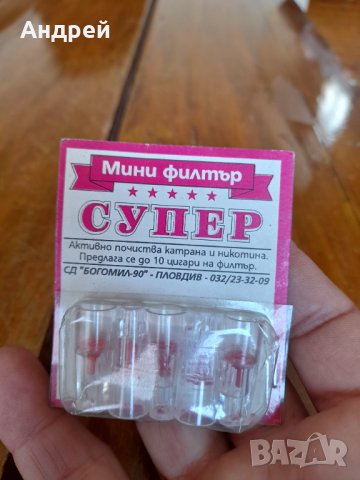 Андрей
Мини филтър
СУПЕР
Активно почиства катрана и никотина.
Предлага се до 10 цигари на филтър.
СД "БОГОМИЛ-90" - ПЛОВДИВ - 032/23-32-09
BAZAR